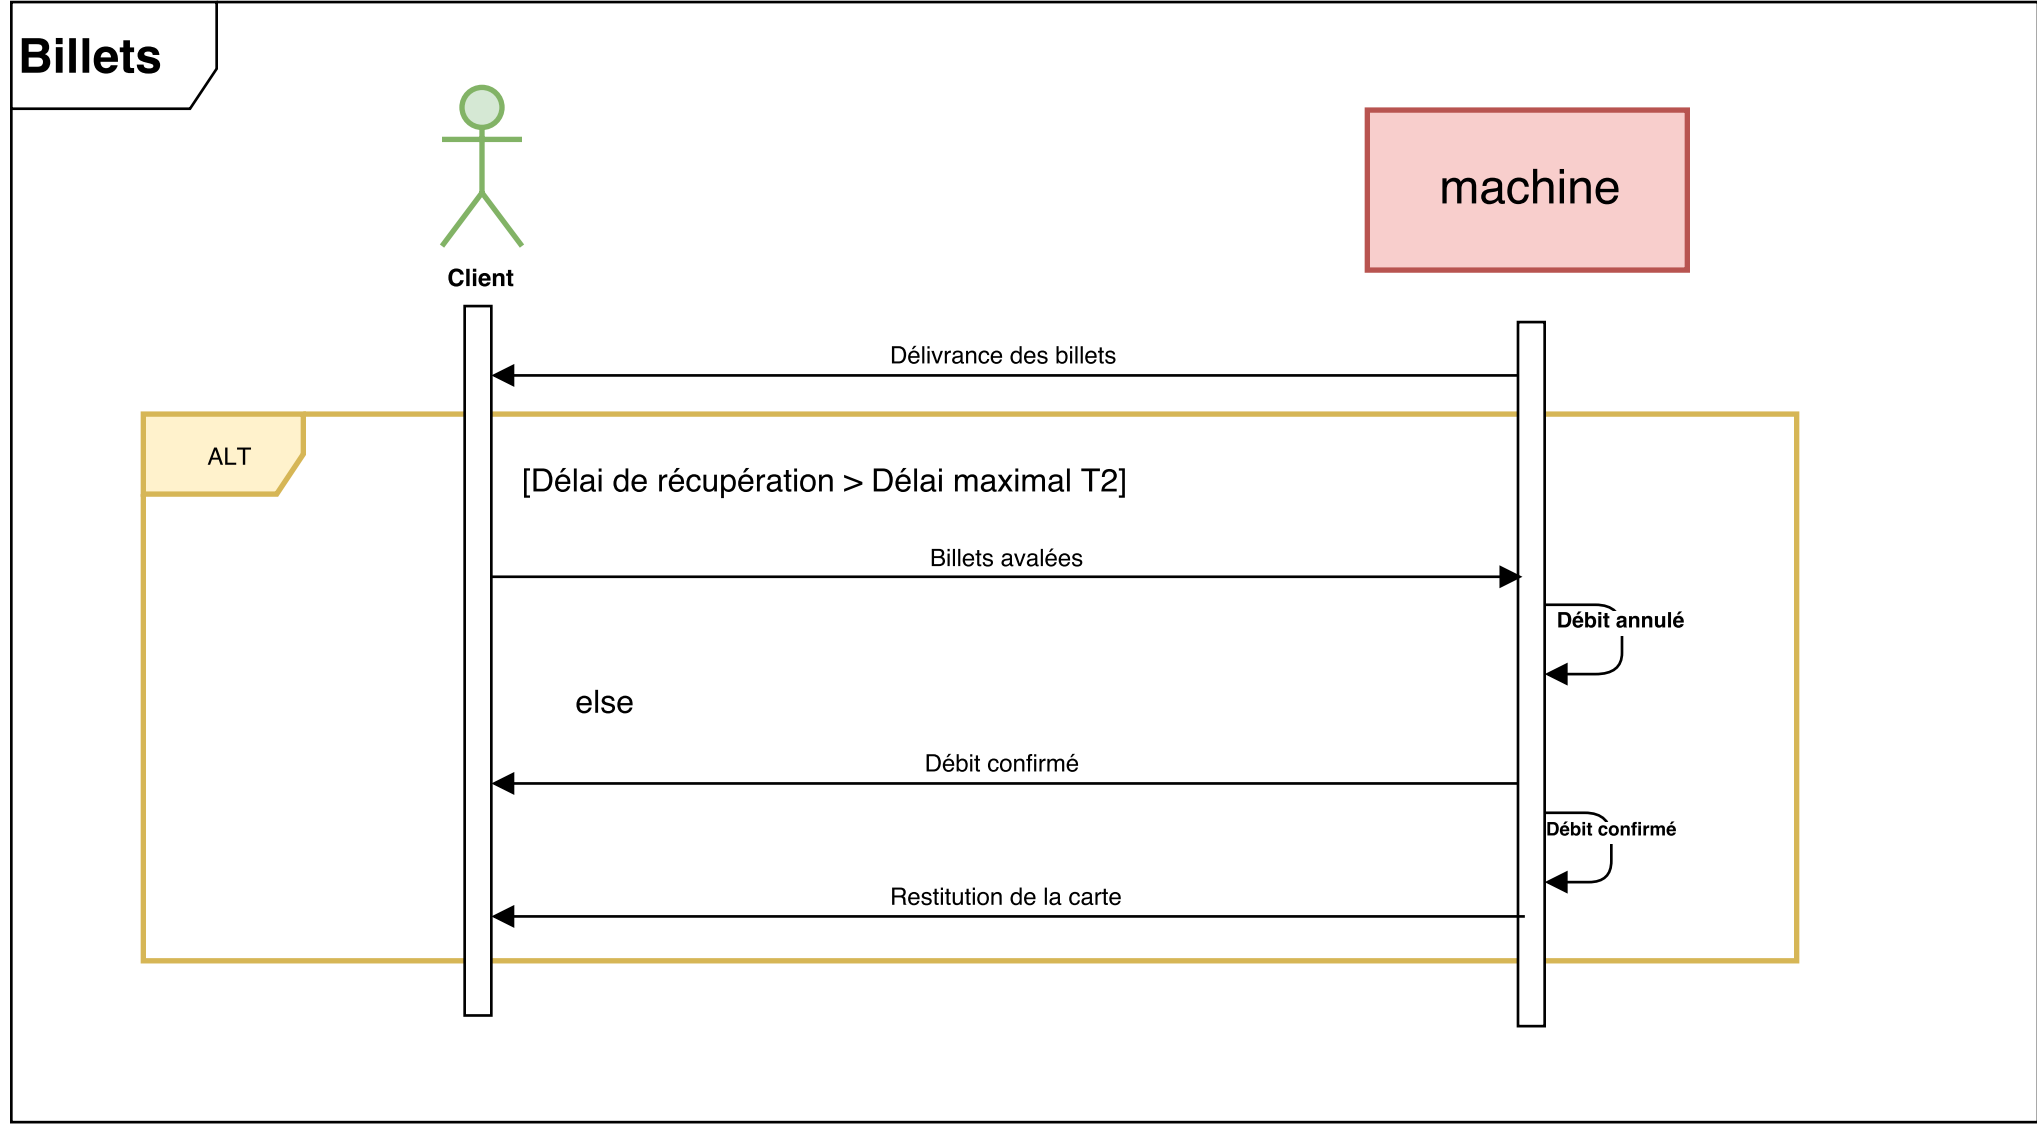 Billets
machine
Client
Délivrance des billets
ALT
[Délai de récupération > Délai maximal T2]
Billets avalées
Débit annulé
else
Débit confirmé
Débit confirmé
Restitution de la carte